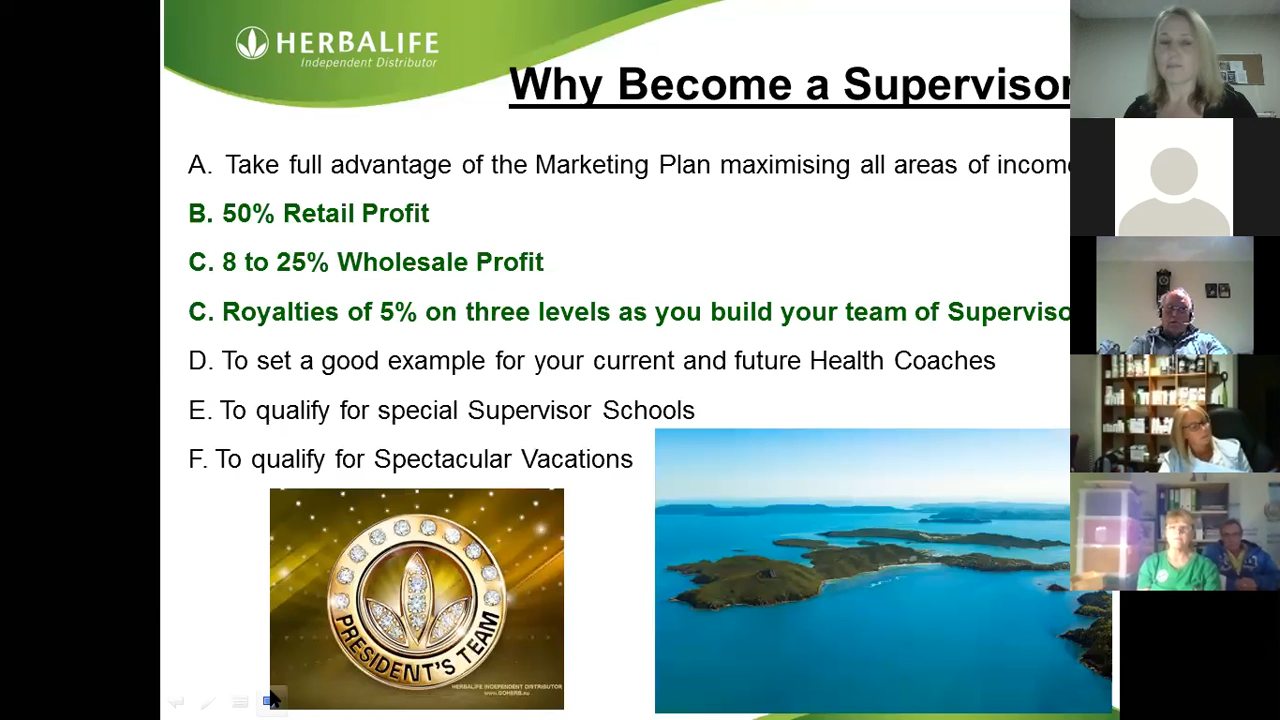 HERBALIFE
Independent Distributor
Why Become a Supervisor
A. Take full advantage of the Marketing Plan maximising all areas of income
B. 50% Retail Profit
C. 8 to 25% Wholesale Profit
C. Royalties of 5% on three levels as you build your team of Superviso
D. To set a good example for your current and future Health Coaches
E. To qualify for special Supervisor Schools
F. To qualify for Spectacular Vacations
PRESIDENT'S TEAM
HERBALIFE INDEPENDENT DISTRIBUTOR